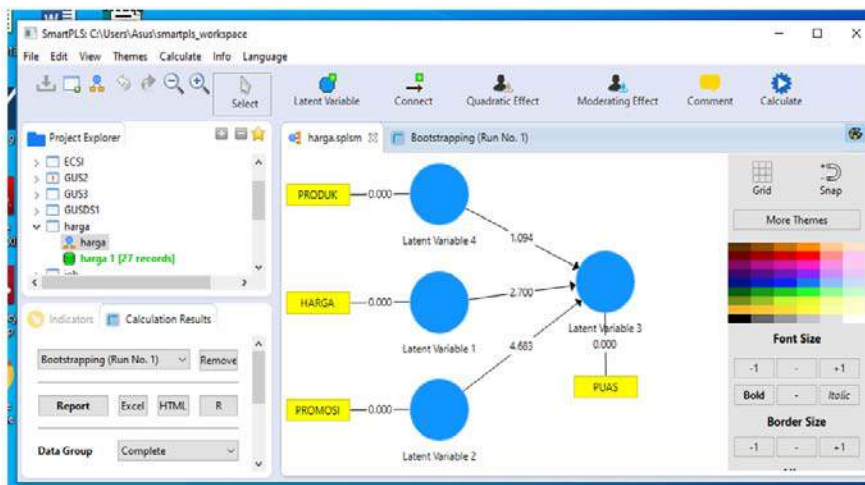 SmartPLS: C:\Users\Asus\smartpls_workspace
File Edit View Themes Calculate Info Language
Select
Latent Variable
Connect
Quadratic Effect
Moderating Effect
Comment
Calculate
Project Explorer
harga.splsm
Bootstrapping (Run No. 1)
ECSI
GUS2
GUS3
GUSDS1
harga
harga
harga 1 [27 records]
Indicators
Calculation Results
Bootstrapping (Run No. 1)
Remove
Report
Excel
HTML
R
Data Group
Complete
PRODUK
0.000
Latent Variable 4
1.094
HARGA
0.000
Latent Variable 1
2.700
Latent Variable 3
0.000
4.683
PUAS
PROMOSI
0.000
Latent Variable 2
Grid
Snap
More Themes
Font Size
-1
-
+1
Bold
-
Italic
Border Size
-1
-
+1